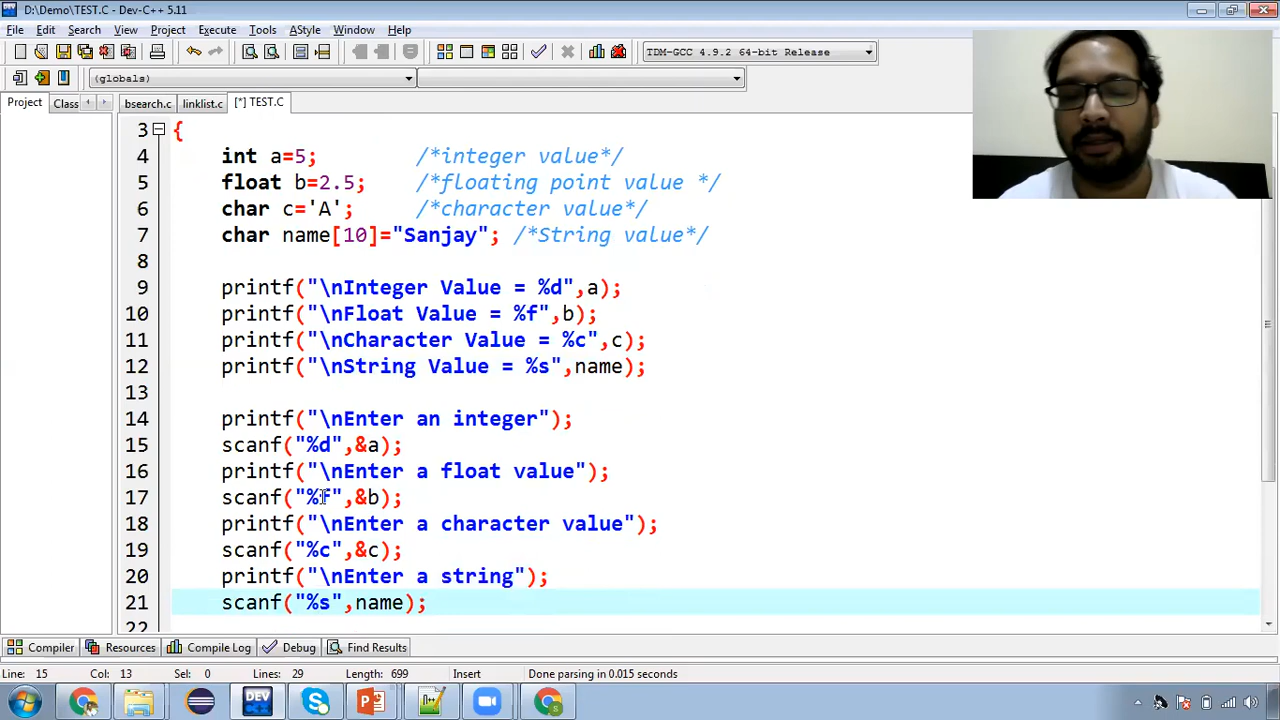 D:\Demo\TEST.C - Dev-C++ 5.11
File Edit Search View Project Execute Tools AStyle Window Help
TDM-GCC 4.9.2 64-bit Release
(globals)
Project Class bsearch.c linklist.c [*] TEST.C
3 {
4 int a=5; /*integer value*/
5 float b=2.5; /*floating point value */
6 char c='A'; /*character value*/
7 char name[10]="Sanjay"; /*String value*/
8
9 printf("\nInteger Value = %d",a);
10 printf("\nFloat Value = %f",b);
11 printf("\nCharacter Value = %c",c);
12 printf("\nString Value = %s",name);
13
14 printf("\nEnter an integer");
15 scanf("%d",&a);
16 printf("\nEnter a float value");
17 scanf("%f",&b);
18 printf("\nEnter a character value");
19 scanf("%c",&c);
20 printf("\nEnter a string");
21 scanf("%s",name);
22
Compiler Resources Compile Log Debug Find Results
Line: 15 Col: 13 Sel: 0 Lines: 29 Length: 699 Insert Done parsing in 0.015 seconds
DEV